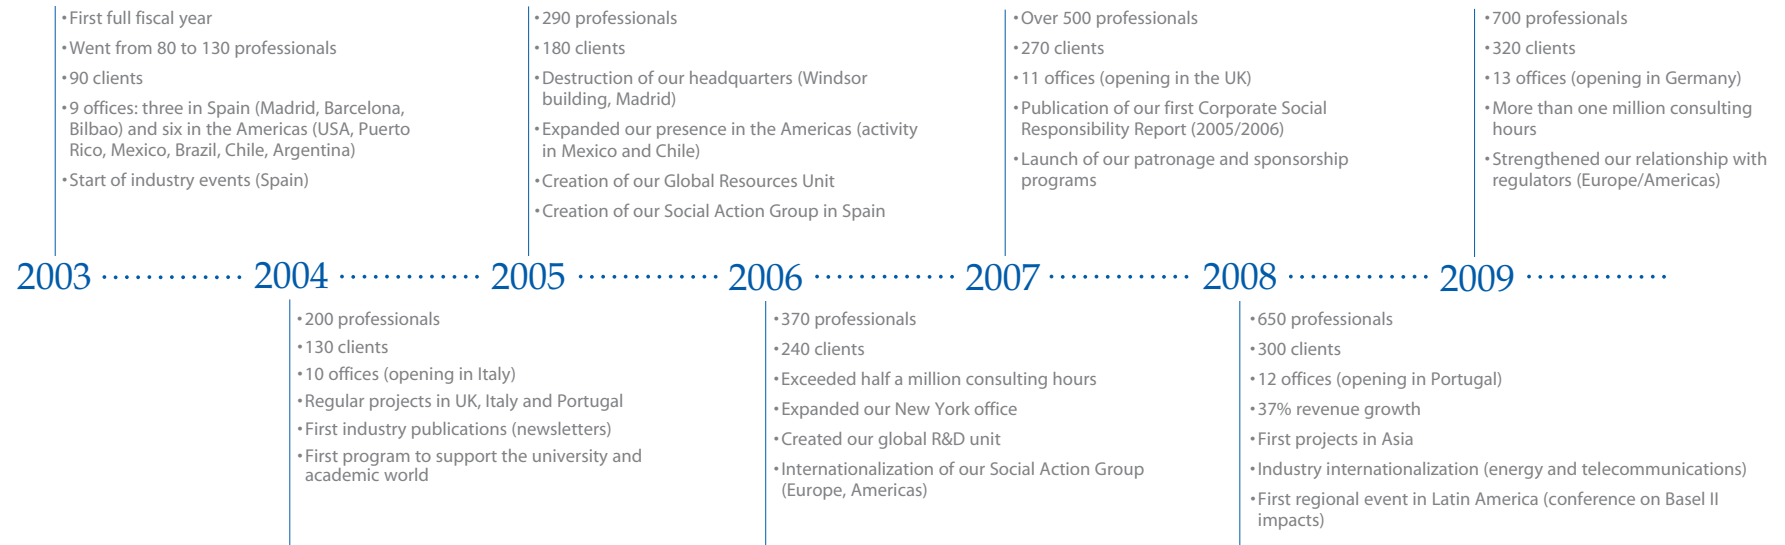 •First full fiscal year
•Went from 80 to 130 professionals
•90 clients
•9 offices: three in Spain (Madrid, Barcelona,
Bilbao) and six in the Americas (USA, Puerto
Rico, Mexico, Brazil, Chile, Argentina)
•Start of industry events (Spain)
•290 professionals
•180 clients
•Destruction of our headquarters (Windsor
building, Madrid)
•Expanded our presence in the Americas (activity
in Mexico and Chile)
•Creation of our Global Resources Unit
•Creation of our Social Action Group in Spain
•Over 500 professionals
•270 clients
•11 offices (opening in the UK)
•Publication of our first Corporate Social
Responsibility Report (2005/2006)
•Launch of our patronage and sponsorship
programs
•700 professionals
•320 clients
•13 offices (opening in Germany)
•More than one million consulting
hours
•Strengthened our relationship with
regulators (Europe/Americas)
2003 ............. 2004 ............. 2005 ............. 2006 ............. 2007 ............. 2008 ............. 2009 .............
•200 professionals
•130 clients
•10 offices (opening in Italy)
•Regular projects in UK, Italy and Portugal
•First industry publications (newsletters)
•First program to support the university and
academic world
•370 professionals
•240 clients
•Exceeded half a million consulting hours
•Expanded our New York office
•Created our global R&D unit
•Internationalization of our Social Action Group
(Europe, Americas)
•650 professionals
•300 clients
•12 offices (opening in Portugal)
•37% revenue growth
•First projects in Asia
•Industry internationalization (energy and telecommunications)
•First regional event in Latin America (conference on Basel II
impacts)